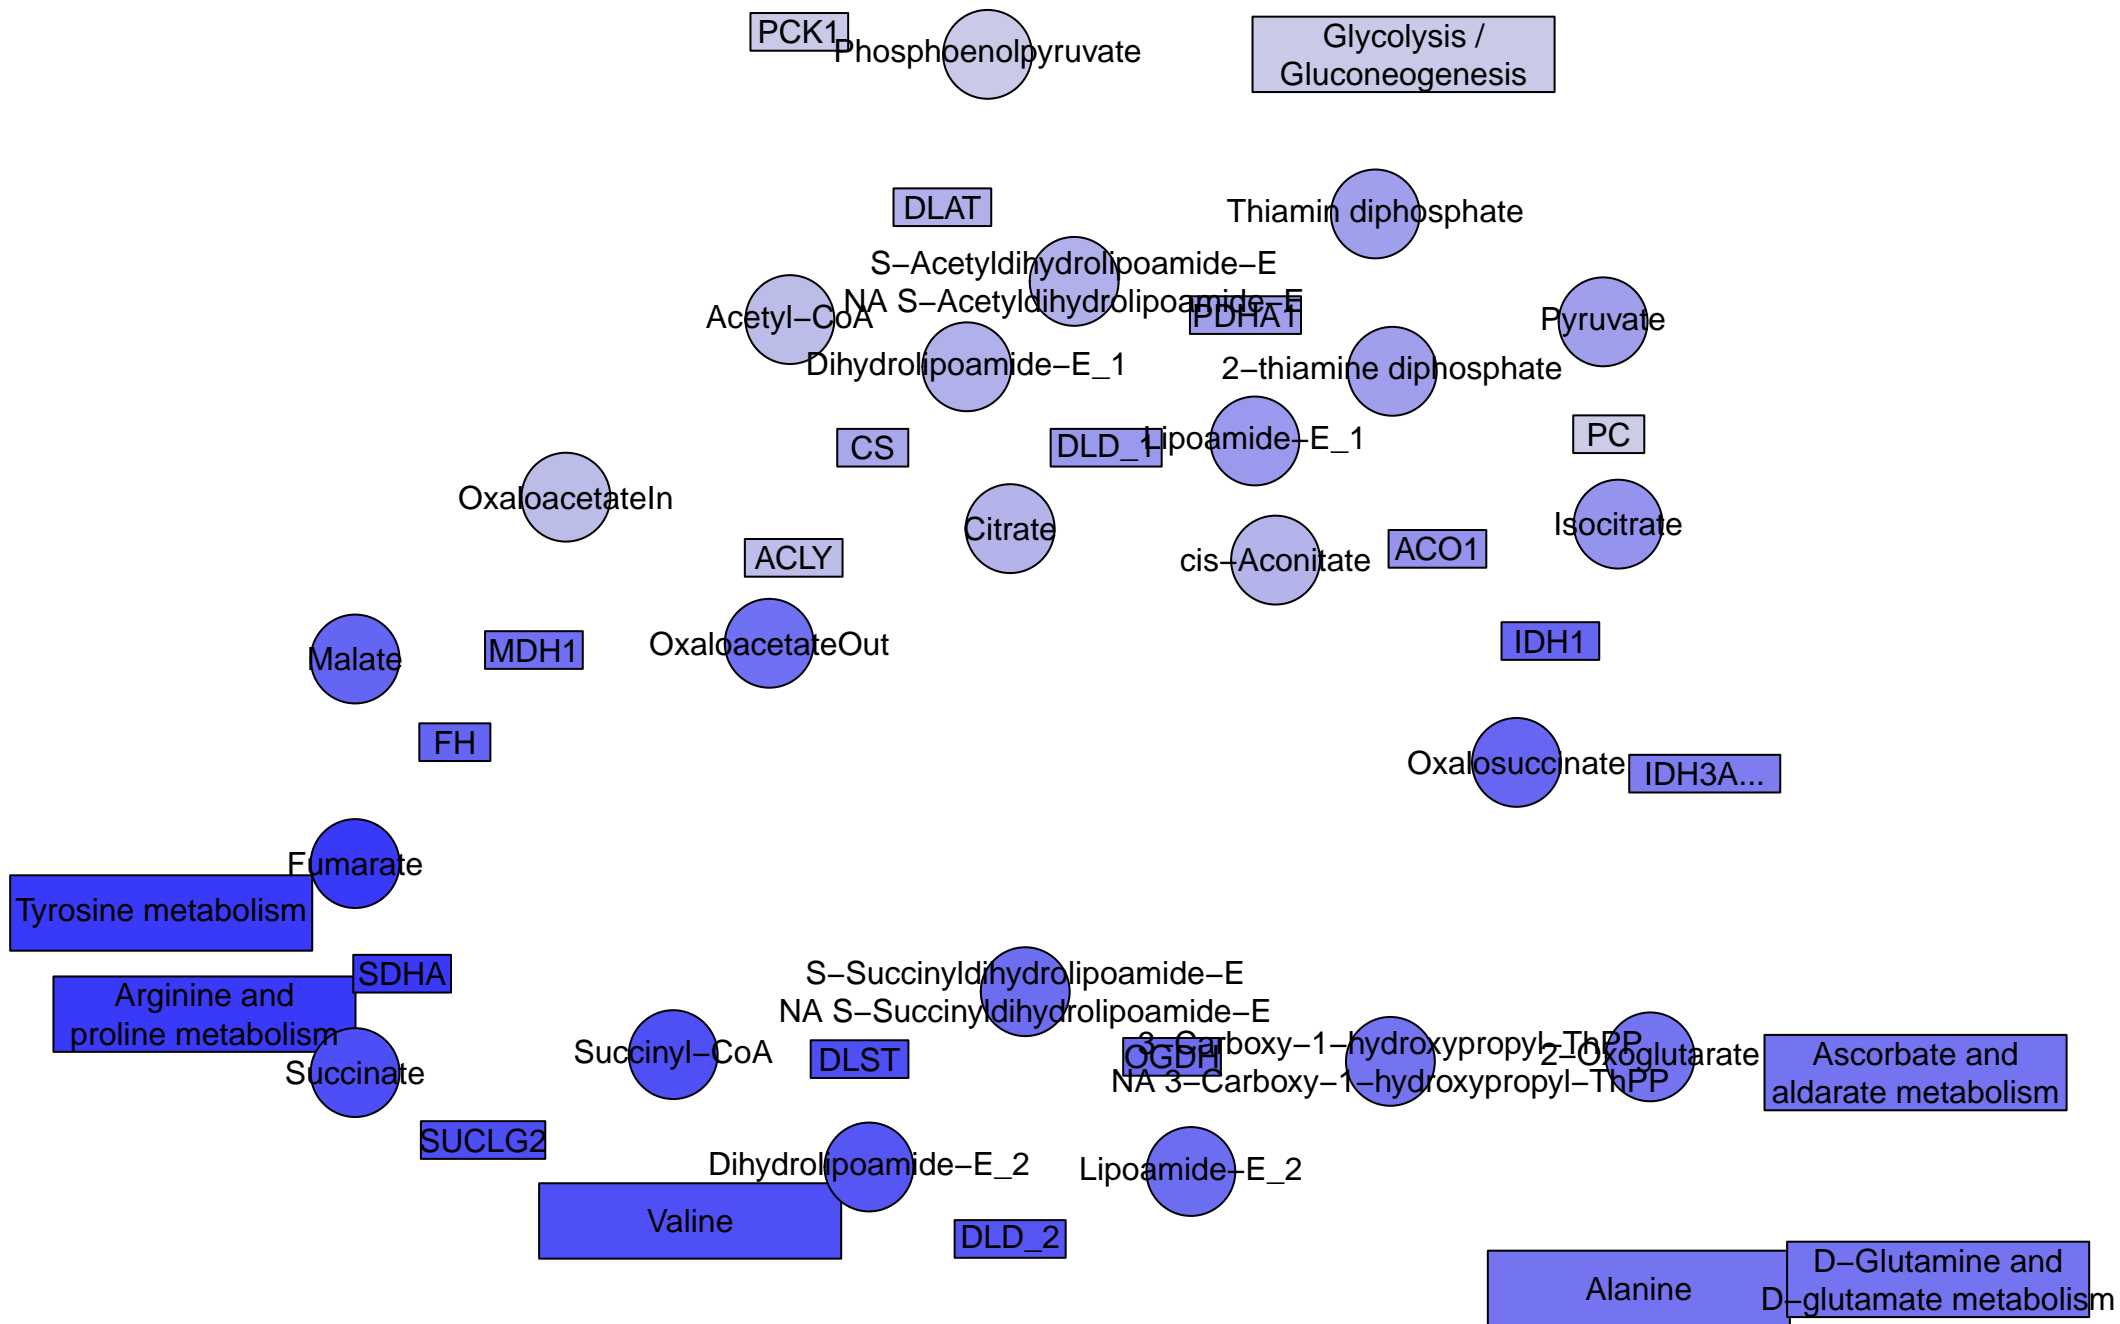 PCK1
Phosphoenolpyruvate
Glycolysis /
Gluconeogenesis
DLAT
Thiamin diphosphate
S−Acetyldihydrolipoamide−E
NA S−Acetyldihydrolipoamide−E
PDHA1
Acetyl−CoA
Pyruvate
Dihydrolipoamide−E_1
2−thiamine diphosphate
CS
DLD_1
Lipoamide−E_1
PC
OxaloacetateIn
Citrate
Isocitrate
ACLY
cis−Aconitate
ACO1
Malate
MDH1
OxaloacetateOut
IDH1
FH
Oxalosuccinate
IDH3A...
Fumarate
Tyrosine metabolism
SDHA
Arginine and
proline metabolism
S−Succinyldihydrolipoamide−E
NA S−Succinyldihydrolipoamide−E
Succinate
Succinyl−CoA
DLST
OGDH
3−Carboxy−1−hydroxypropyl−ThPP
NA 3−Carboxy−1−hydroxypropyl−ThPP
2−Oxoglutarate
Ascorbate and
aldarate metabolism
SUCLG2
Dihydrolipoamide−E_2
Lipoamide−E_2
Valine
DLD_2
Alanine
D−Glutamine and
D−glutamate metabolism